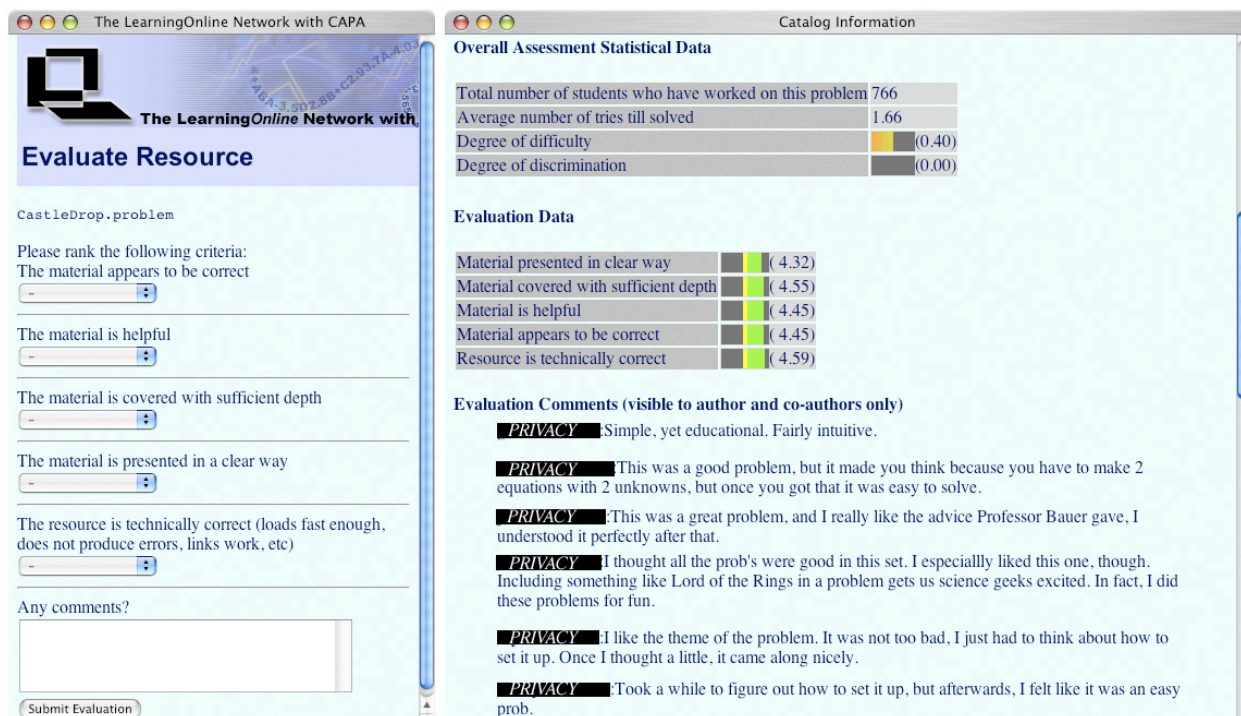 The LearningOnline Network with CAPA
The LearningOnline Network with
Evaluate Resource
CastleDrop.problem
Please rank the following criteria:
The material appears to be correct
-
The material is helpful
-
The material is covered with sufficient depth
-
The material is presented in a clear way
-
The resource is technically correct (loads fast enough,
does not produce errors, links work, etc)
-
Any comments?
Submit Evaluation
Catalog Information
Overall Assessment Statistical Data
Total number of students who have worked on this problem 766
Average number of tries till solved 1.66
Degree of difficulty (0.40)
Degree of discrimination (0.00)
Evaluation Data
Material presented in clear way ( 4.32)
Material covered with sufficient depth ( 4.55)
Material is helpful ( 4.45)
Material appears to be correct ( 4.45)
Resource is technically correct ( 4.59)
Evaluation Comments (visible to author and co-authors only)
PRIVACY :Simple, yet educational. Fairly intuitive.
PRIVACY :This was a good problem, but it made you think because you have to make 2
equations with 2 unknowns, but once you got that it was easy to solve.
PRIVACY :This was a great problem, and I really like the advice Professor Bauer gave, I
understood it perfectly after that.
PRIVACY I thought all the prob's were good in this set. I especiallly liked this one, though.
Including something like Lord of the Rings in a problem gets us science geeks excited. In fact, I did
these problems for fun.
PRIVACY :I like the theme of the problem. It was not too bad, I just had to think about how to
set it up. Once I thought a little, it came along nicely.
PRIVACY :Took a while to figure out how to set it up, but afterwards, I felt like it was an easy
prob.